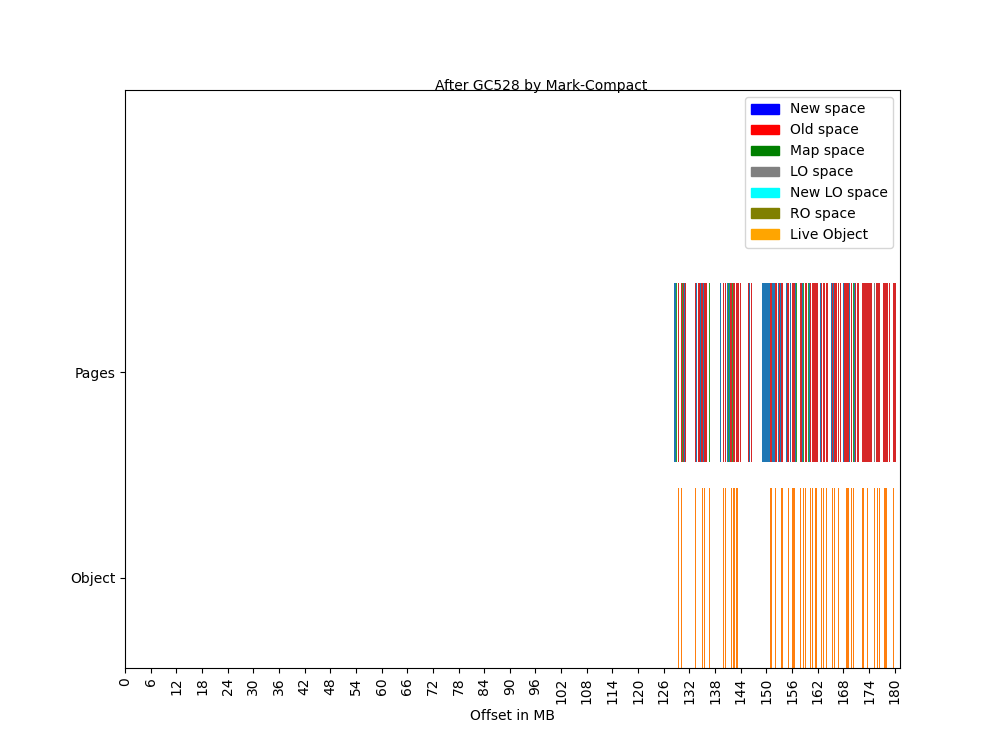 After GC528 by Mark-Compact
New space
Old space
Map space
LO space
New LO space
RO space
Live Object
Pages
Object
0 6 12 18 24 30 36 42 48 54 60 66 72 78 84 90 96 102 108 114 120 126 132 138 144 150 156 162 168 174 180
Offset in MB